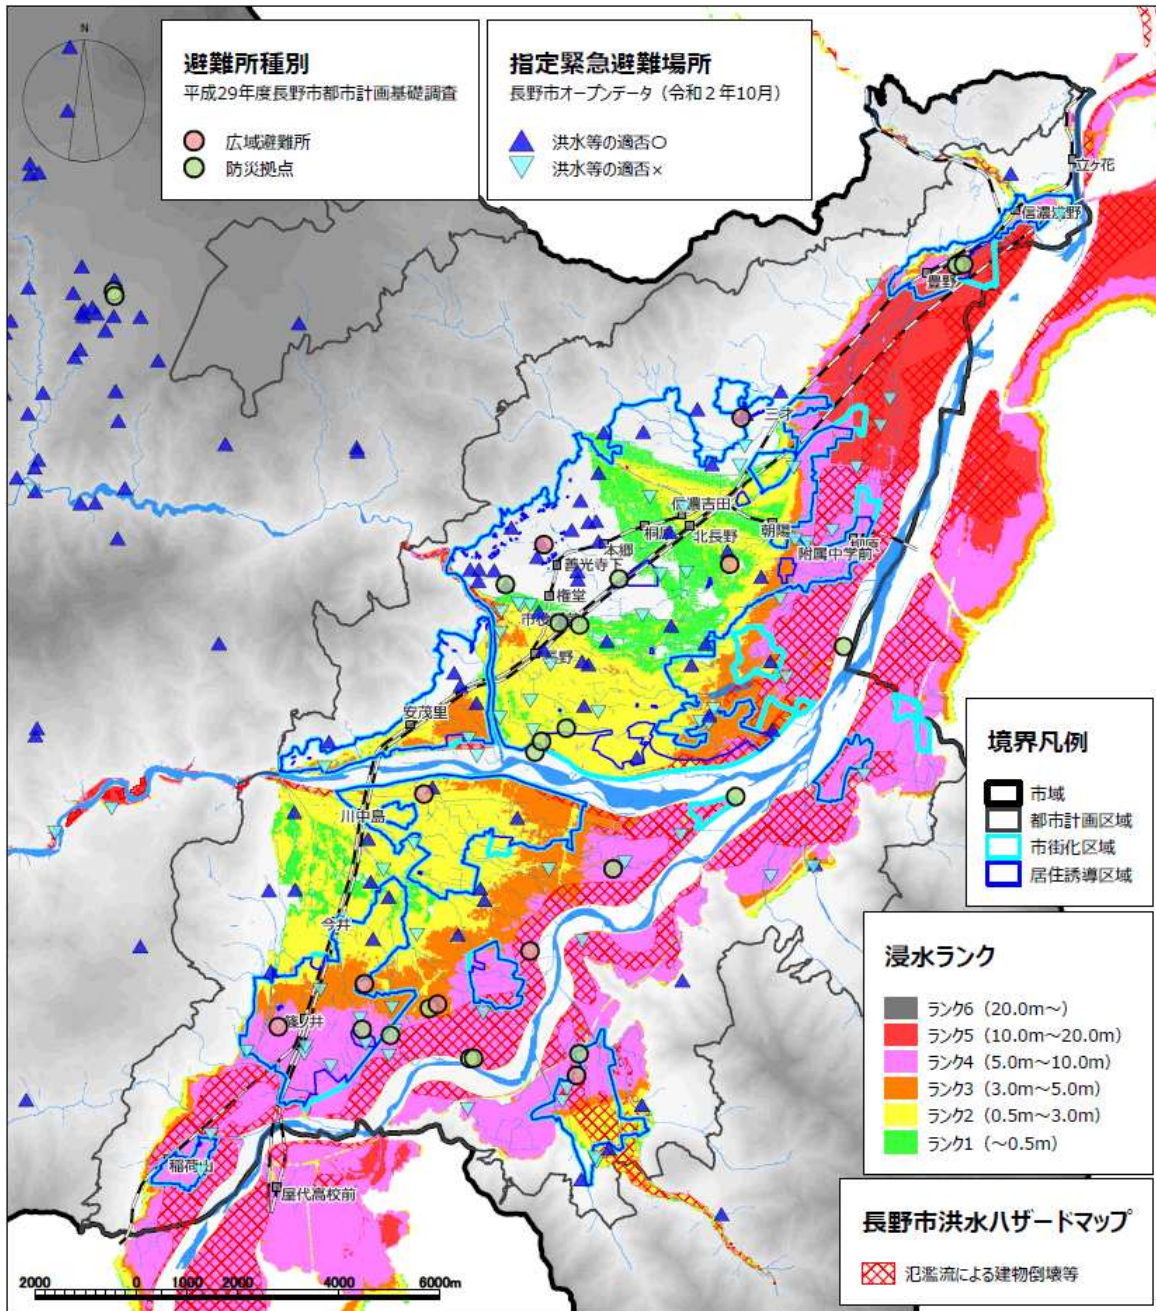 N
避難所種別
平成29年度長野市都市計画基礎調査
広域避難所
防災拠点
指定緊急避難場所
長野市オープンデータ（令和２年10月）
洪水等の適否○
洪水等の適否×
立ヶ花
信濃浅野
豊野
三才
信濃吉田
桐原
北長野
朝陽
附属中学前
本郷
善光寺下
権堂
長野
安茂里
川中島
今井
篠ノ井
稲荷山
屋代高校前
境界凡例
市域
都市計画区域
市街化区域
居住誘導区域
浸水ランク
ランク6（20.0m～）
ランク5（10.0m～20.0m）
ランク4（5.0m～10.0m）
ランク3（3.0m～5.0m）
ランク2（0.5m～3.0m）
ランク1（～0.5m）
長野市洪水ハザードマップ
氾濫流による建物倒壊等
2000 0 1000 2000 4000 6000m